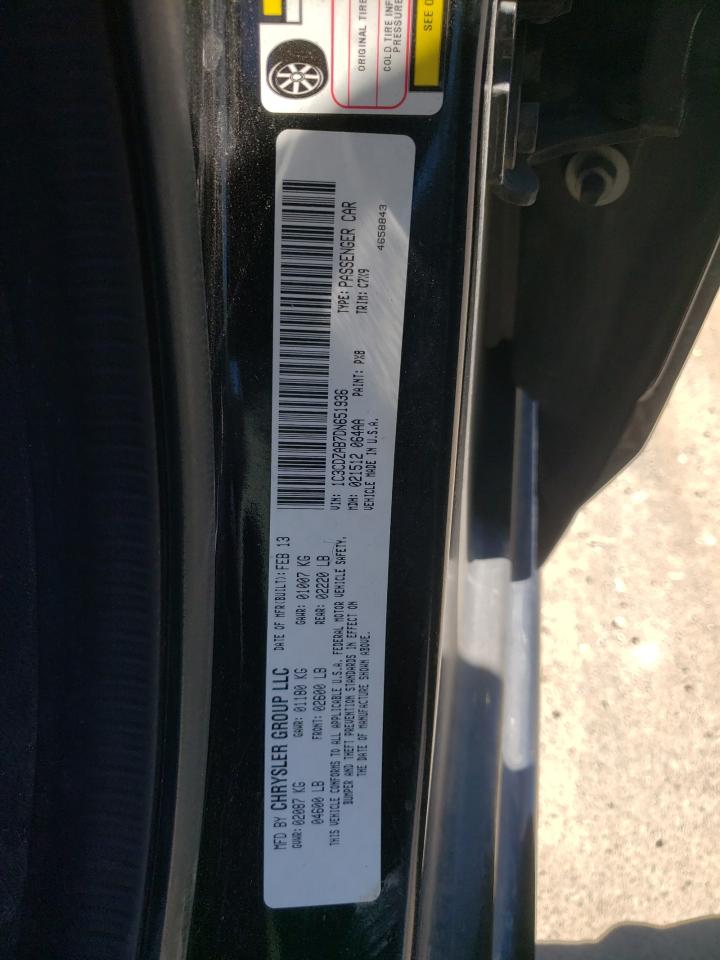 ORIGINAL TIRE
COLD TIRE INF
PRESSURE
SEE O
MFD BY CHRYSLER GROUP LLC
DATE OF MFR(BUILT): FEB 13
GVWR: 02087 KG
GAWR: 01180 KG
GAWR: 01007 KG
04600 LB
FRONT: 02600 LB
REAR: 02220 LB
THIS VEHICLE CONFORMS TO ALL APPLICABLE U.S.A. FEDERAL MOTOR VEHICLE SAFETY,
BUMPER AND THEFT PREVENTION STANDARDS IN EFFECT ON
THE DATE OF MANUFACTURE SHOWN ABOVE.
VIN: 1C3CDZAB7DN651936
TYPE: PASSENGER CAR
MDH: 021512 064AA
PAINT: PX8
TRIM: C7X9
VEHICLE MADE IN U.S.A.
4658843